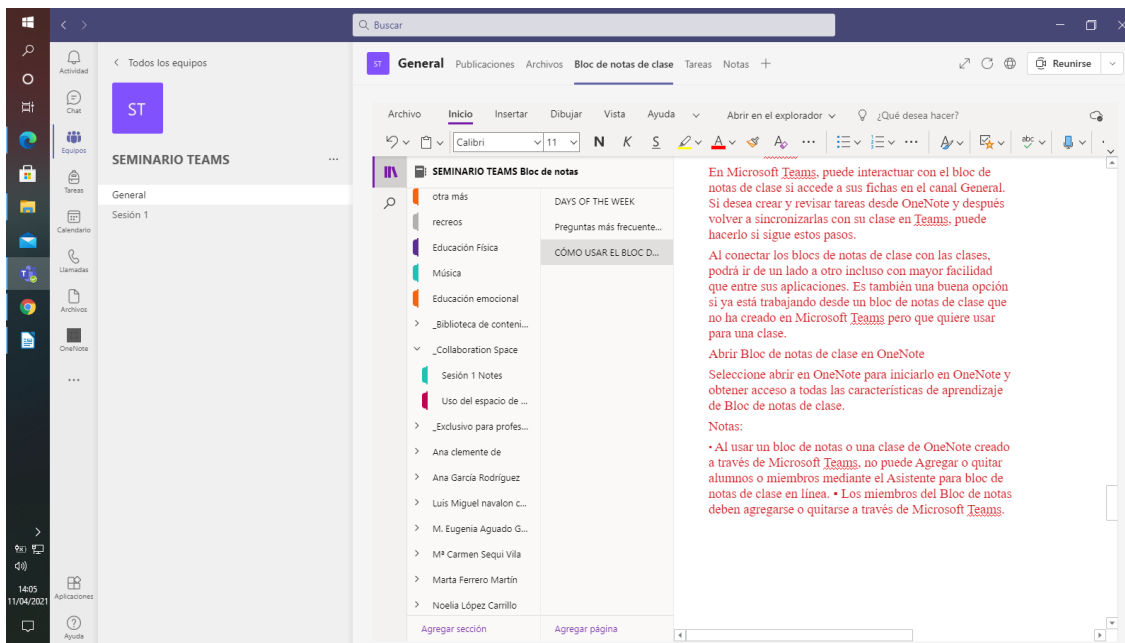 Buscar
Actividad
Chat
Equipos
Tareas
Calendario
Llamadas
Archivos
OneNote
Aplicaciones
Ayuda
14:05
11/04/2021
Todos los equipos
ST
SEMINARIO TEAMS
General
Sesión 1
ST General Publicaciones Archivos Bloc de notas de clase Tareas Notas
Reunirse
Archivo Inicio Insertar Dibujar Vista Ayuda Abrir en el explorador ¿Qué desea hacer?
Calibri 11 N K S abc
SEMINARIO TEAMS Bloc de notas
otra más
recreos
Educación Física
Música
Educación emocional
_Biblioteca de conteni...
_Collaboration Space
Sesión 1 Notes
Uso del espacio de ...
_Exclusivo para profes...
Ana clemente de
Ana García Rodríguez
Luis Miguel navalon c...
M. Eugenia Aguado G...
Mª Carmen Sequi Vila
Marta Ferrero Martín
Noelia López Carrillo
Agregar sección
DAYS OF THE WEEK
Preguntas más frecuente...
CÓMO USAR EL BLOC D...
Agregar página
En Microsoft Teams, puede interactuar con el bloc de
notas de clase si accede a sus fichas en el canal General.
Si desea crear y revisar tareas desde OneNote y después
volver a sincronizarlas con su clase en Teams, puede
hacerlo si sigue estos pasos.
Al conectar los blocs de notas de clase con las clases,
podrá ir de un lado a otro incluso con mayor facilidad
que entre sus aplicaciones. Es también una buena opción
si ya está trabajando desde un bloc de notas de clase que
no ha creado en Microsoft Teams pero que quiere usar
para una clase.
Abrir Bloc de notas de clase en OneNote
Seleccione abrir en OneNote para iniciarlo en OneNote y
obtener acceso a todas las características de aprendizaje
de Bloc de notas de clase.
Notas:
• Al usar un bloc de notas o una clase de OneNote creado
a través de Microsoft Teams, no puede Agregar o quitar
alumnos o miembros mediante el Asistente para bloc de
notas de clase en línea. • Los miembros del Bloc de notas
deben agregarse o quitarse a través de Microsoft Teams.